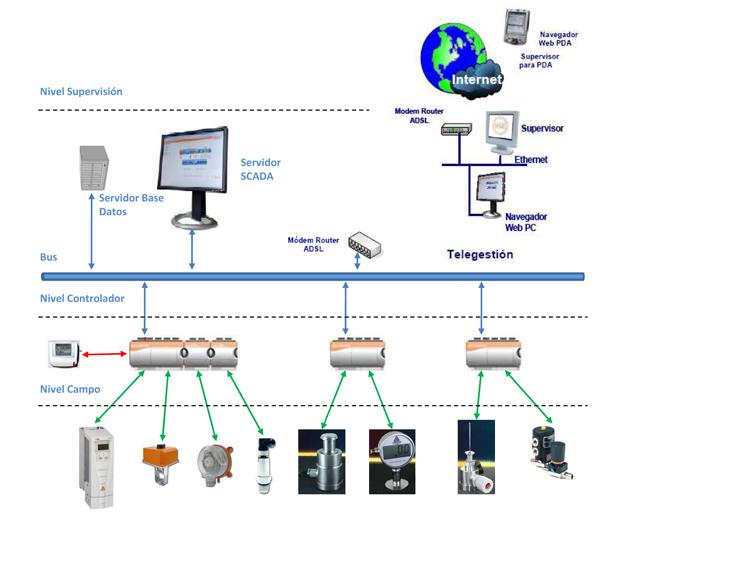 Navegador
Web PDA
Supervisor
para PDA
Internet
Nivel Supervisión
Modem Router
ADSL
Supervisor
Ethernet
Servidor
SCADA
Servidor Base
Datos
Navegador
Web PC
Módem Router
ADSL
Telegestión
Bus
Nivel Controlador
Nivel Campo